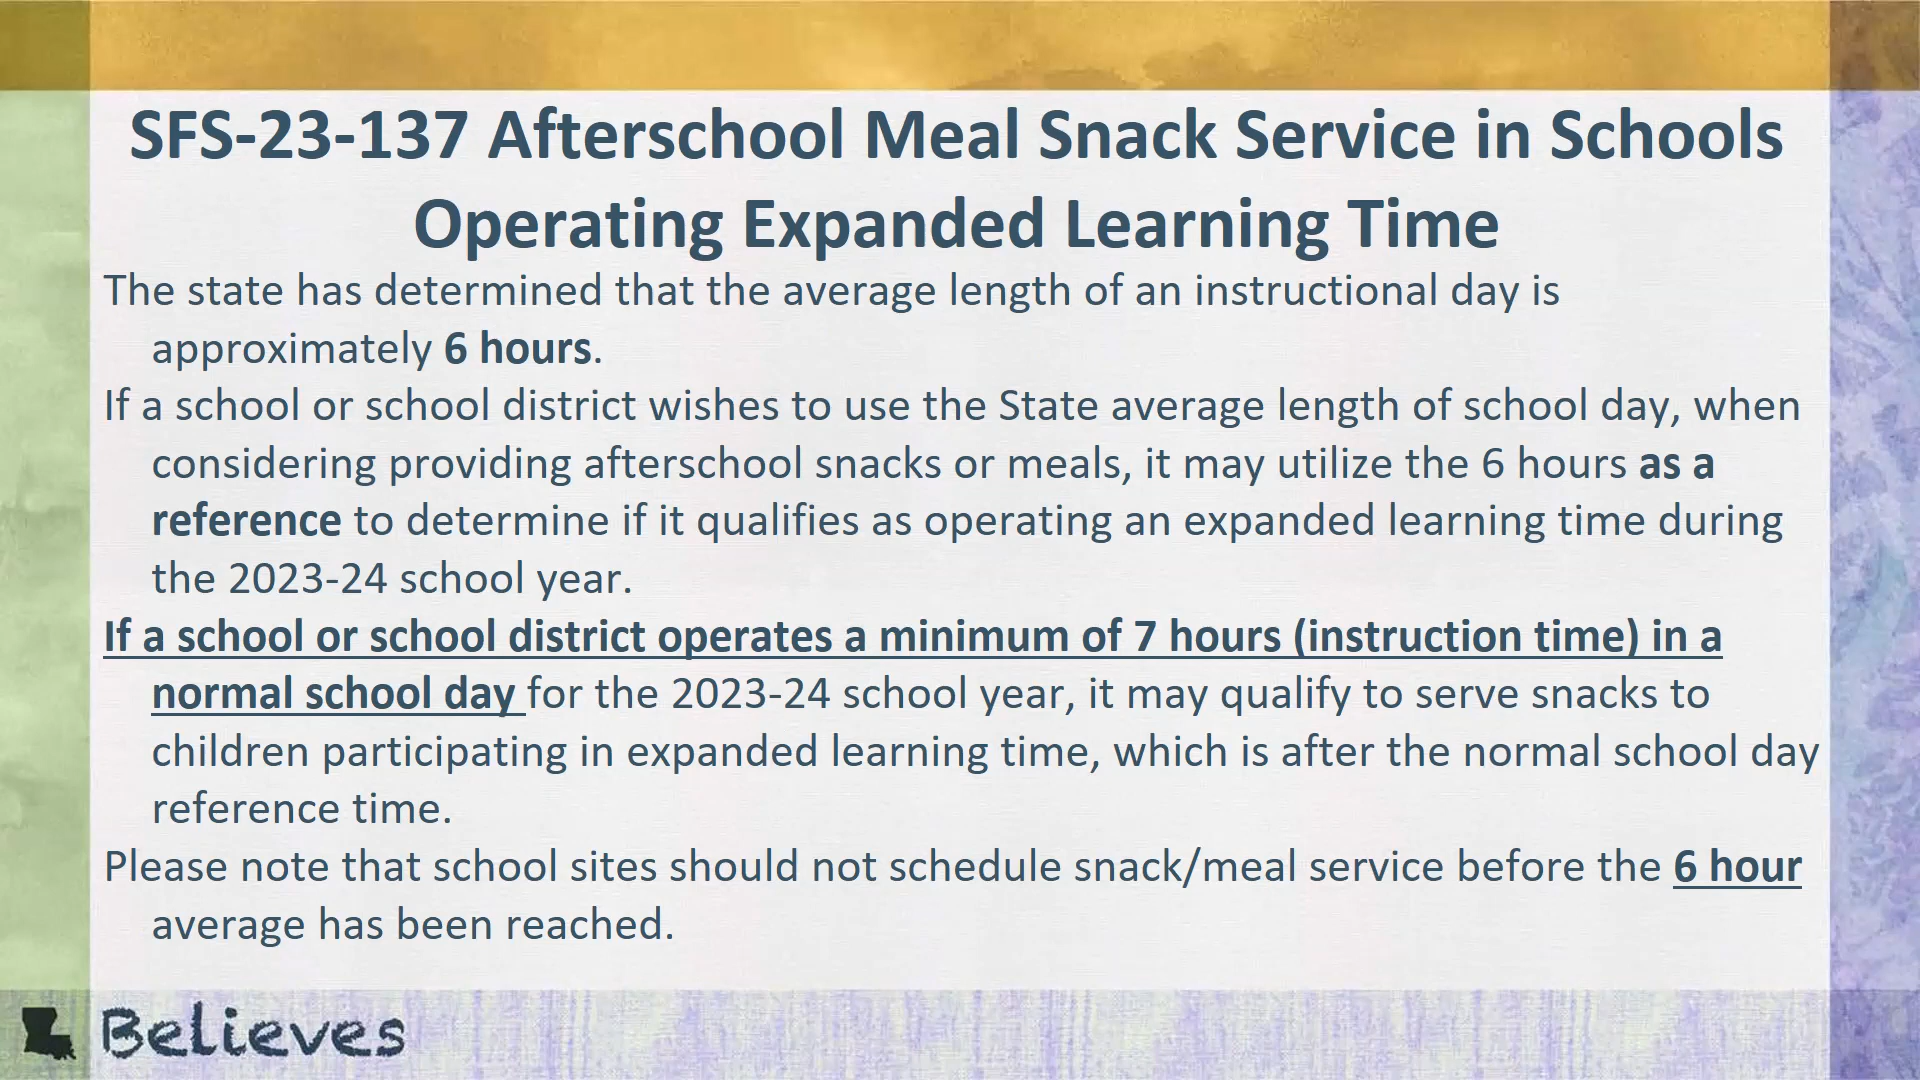 SFS-23-137 Afterschool Meal Snack Service in Schools
Operating Expanded Learning Time
The state has determined that the average length of an instructional day is
approximately 6 hours.
If a school or school district wishes to use the State average length of school day, when
considering providing afterschool snacks or meals, it may utilize the 6 hours as a
reference to determine if it qualifies as operating an expanded learning time during
the 2023-24 school year.
If a school or school district operates a minimum of 7 hours (instruction time) in a
normal school day for the 2023-24 school year, it may qualify to serve snacks to
children participating in expanded learning time, which is after the normal school day
reference time.
Please note that school sites should not schedule snack/meal service before the 6 hour
average has been reached.
Believes